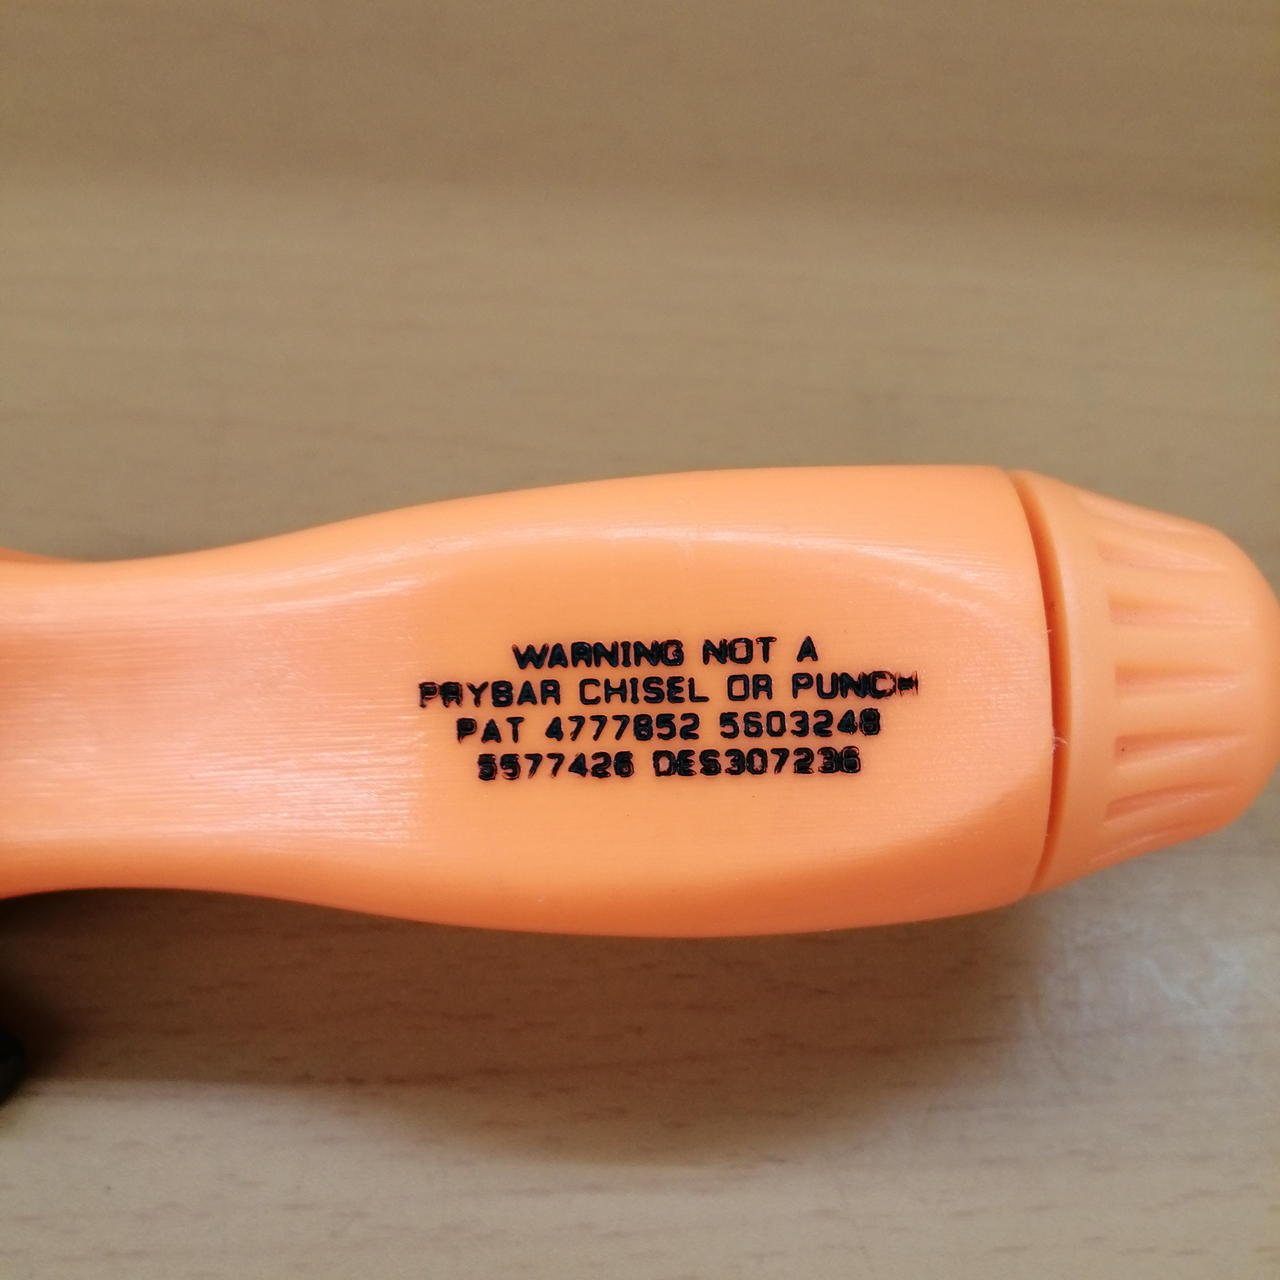 WARNING NOT A
PRYBAR CHISEL OR PUNCH
PAT 4777852 5603248
5577426 DES307236